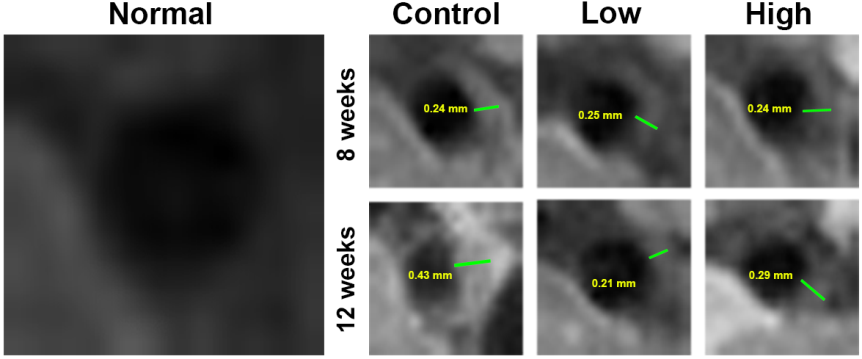 Normal
Control
Low
High
8 weeks
0.24 mm
0.25 mm
0.24 mm
12 weeks
0.43 mm
0.21 mm
0.29 mm